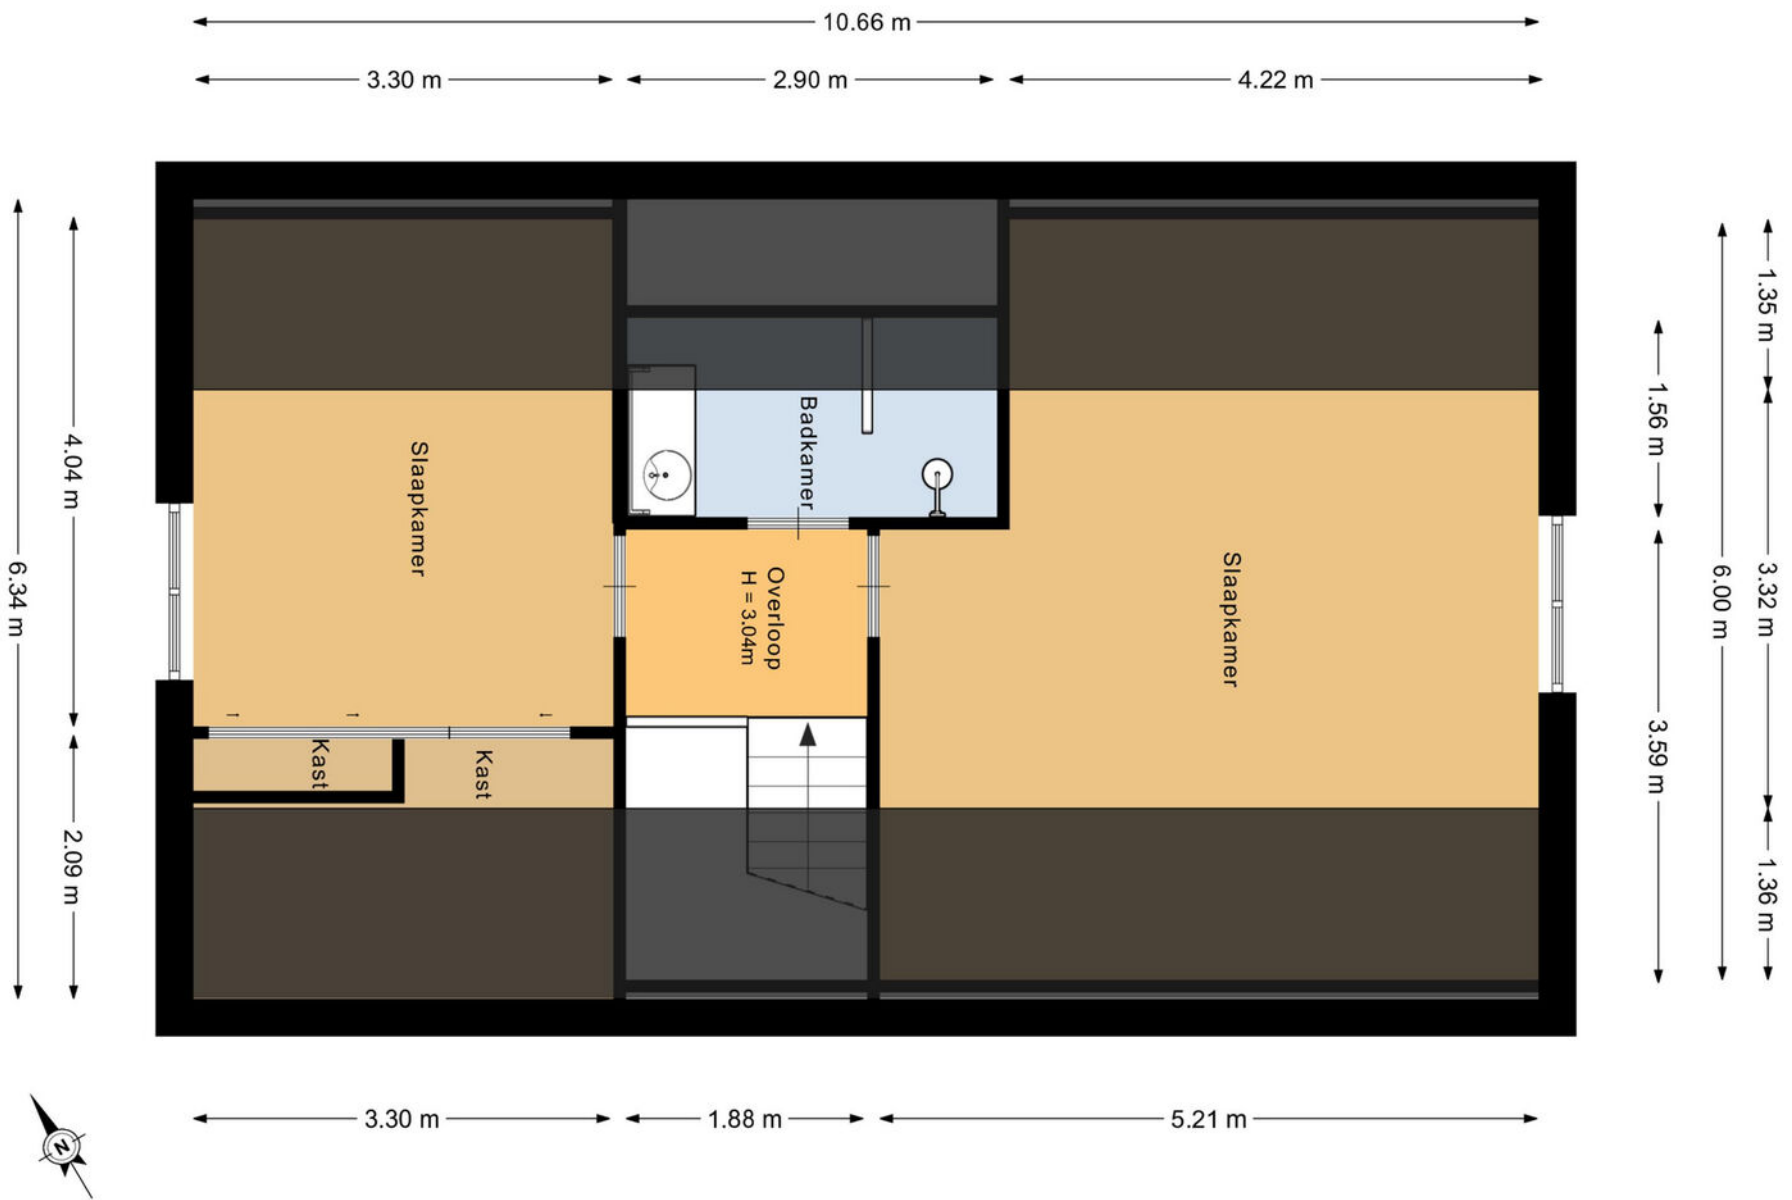 10.66 m
3.30 m
2.90 m
4.22 m
6.34 m
4.04 m
2.09 m
Slaapkamer
Kast
Kast
Badkamer
Overloop
H = 3.04m
Slaapkamer
1.56 m
3.59 m
6.00 m
1.35 m
3.32 m
1.36 m
3.30 m
1.88 m
5.21 m
N